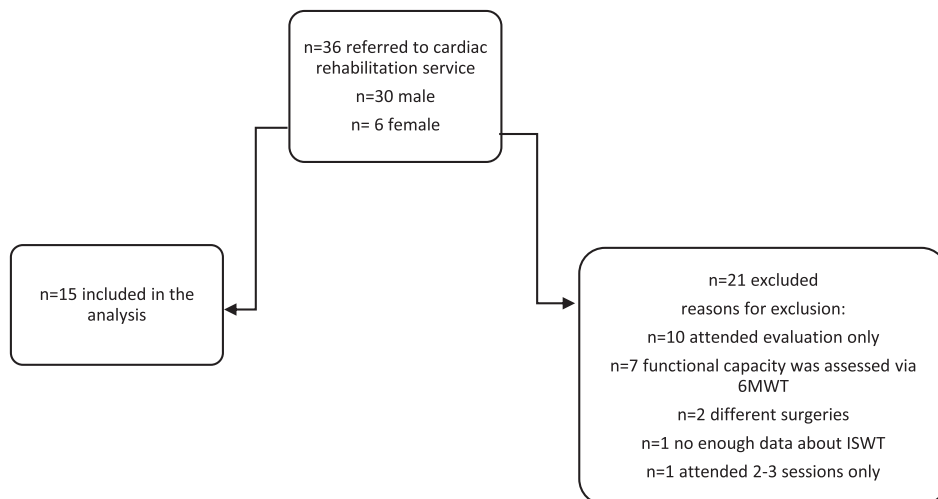 n=36 referred to cardiac
rehabilitation service
n=30 male
n= 6 female
n=15 included in the
analysis
n=21 excluded
reasons for exclusion:
n=10 attended evaluation only
n=7 functional capacity was assessed via
6MWT
n=2 different surgeries
n=1 no enough data about ISWT
n=1 attended 2-3 sessions only